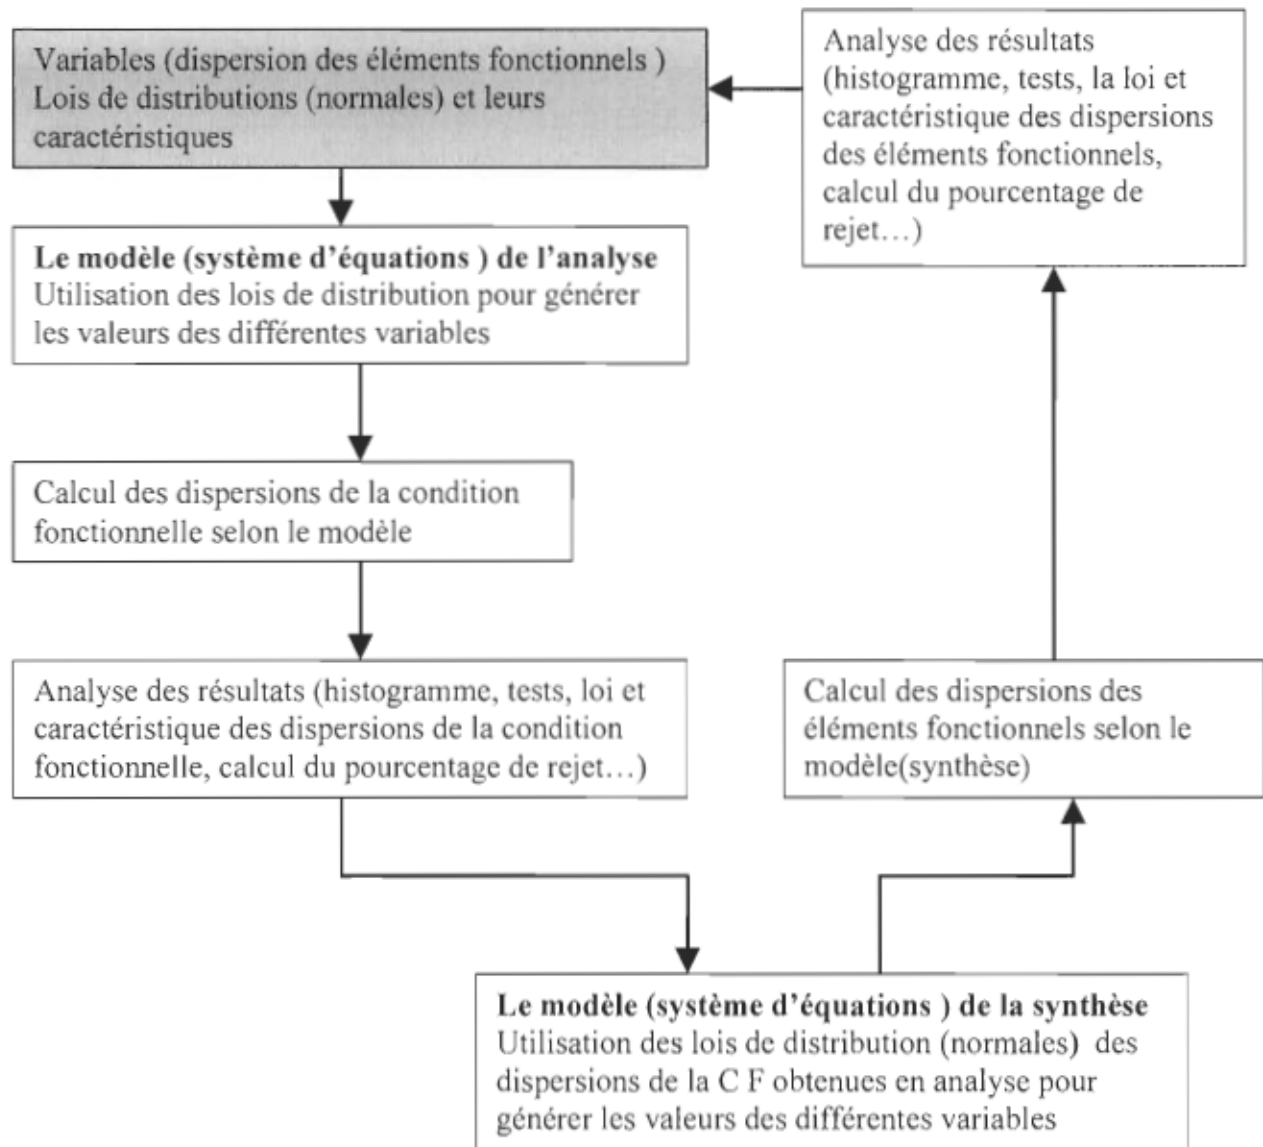 Variables (dispersion des éléments fonctionnels )
Lois de distributions (normales) et leurs
caractéristiques
Le modèle (système d'équations ) de l'analyse
Utilisation des lois de distribution pour générer
les valeurs des différentes variables
Calcul des dispersions de la condition
fonctionnelle selon le modèle
Analyse des résultats (histogramme, tests, loi et
caractéristique des dispersions de la condition
fonctionnelle, calcul du pourcentage de rejet…)
Le modèle (système d'équations ) de la synthèse
Utilisation des lois de distribution (normales) des
dispersions de la C F obtenues en analyse pour
générer les valeurs des différentes variables
Calcul des dispersions des
éléments fonctionnels selon le
modèle(synthèse)
Analyse des résultats
(histogramme, tests, la loi et
caractéristique des dispersions
des éléments fonctionnels,
calcul du pourcentage de
rejet…)